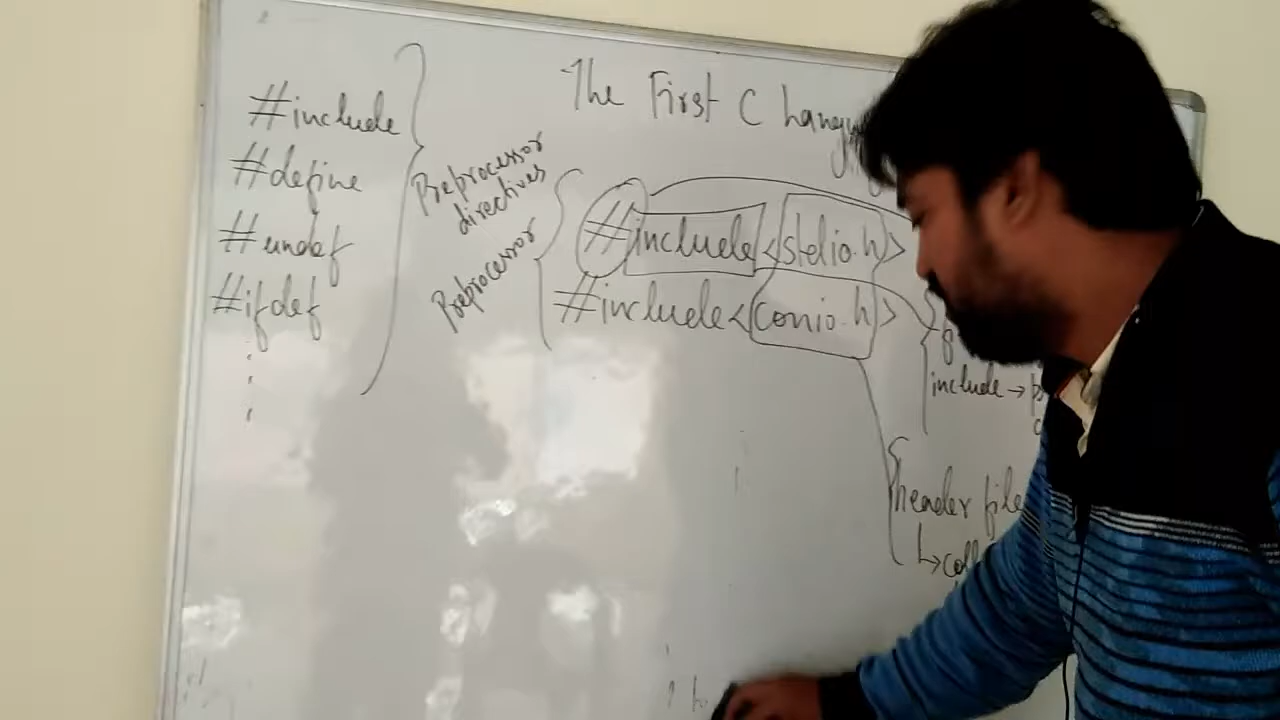 The First C
#include
#define
#undef
#ifdef
Preprocessor
directives
Preprocessor
#include<stdio.h>
#include<conio.h>
include →
header file